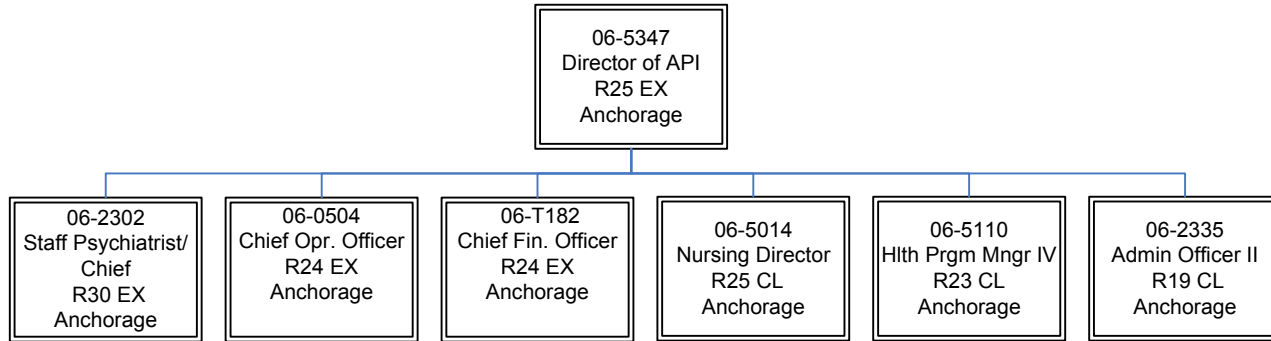 06-5347
Director of API
R25 EX
Anchorage
06-2302
Staff Psychiatrist/
Chief
R30 EX
Anchorage
06-0504
Chief Opr. Officer
R24 EX
Anchorage
06-T182
Chief Fin. Officer
R24 EX
Anchorage
06-5014
Nursing Director
R25 CL
Anchorage
06-5110
Hlth Prgm Mngr IV
R23 CL
Anchorage
06-2335
Admin Officer II
R19 CL
Anchorage